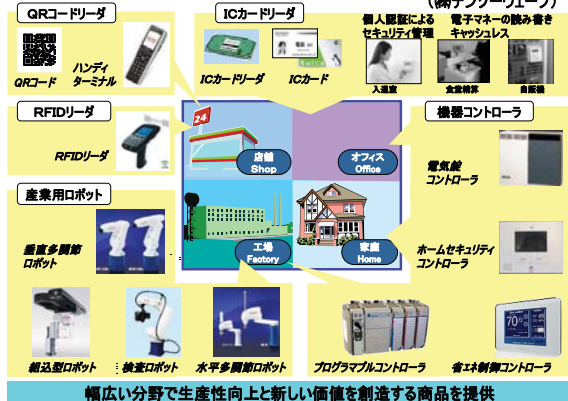 (㈱デンソーウェーブ)
QRコードリーダ
QRコード
ハンディ
ターミナル
ICカードリーダ
ICカードリーダ
ICカード
個人認証による
セキュリティ管理
電子マネーの読み書き
キャッシュレス
入退室
食堂精算
自販機
RFIDリーダ
RFIDリーダ
24
店舗
Shop
オフィス
Office
工場
Factory
家庭
Home
機器コントローラ
電気錠
コントローラ
ホームセキュリティ
コントローラ
産業用ロボット
垂直多関節
ロボット
組込型ロボット
検査ロボット
水平多関節ロボット
プログラマブルコントローラ
省エネ制御コントローラ
幅広い分野で生産性向上と新しい価値を創造する商品を提供